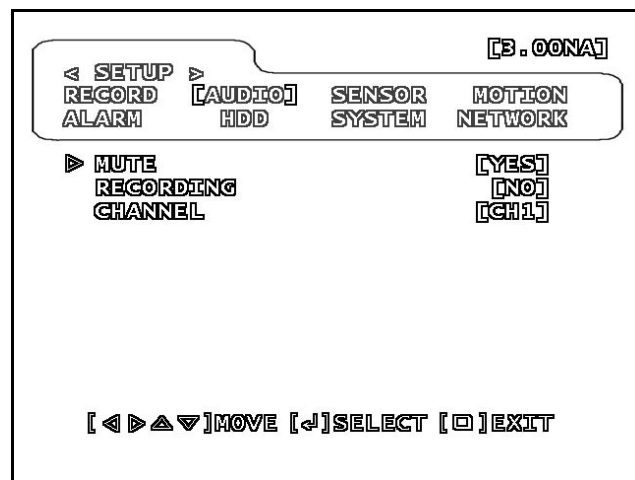 [3.00NA]
< SETUP >
RECORD [AUDIO] SENSOR MOTION
ALARM HDD SYSTEM NETWORK
▷ MUTE [YES]
RECORDING [NO]
CHANNEL [CH1]
[◁▷△▽]MOVE [↲]SELECT [□]EXIT